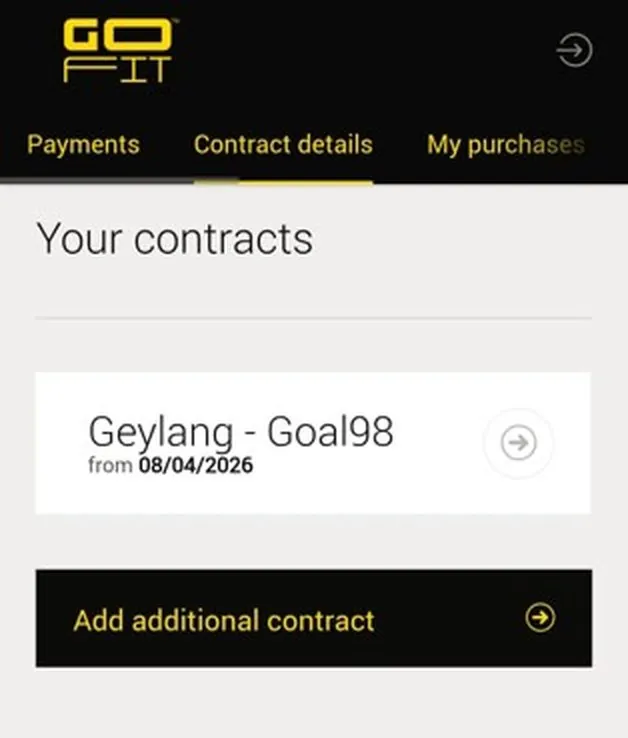 GO
FIT
Payments Contract details My purchases
Your contracts
Geylang - Goal98
from 08/04/2026
Add additional contract